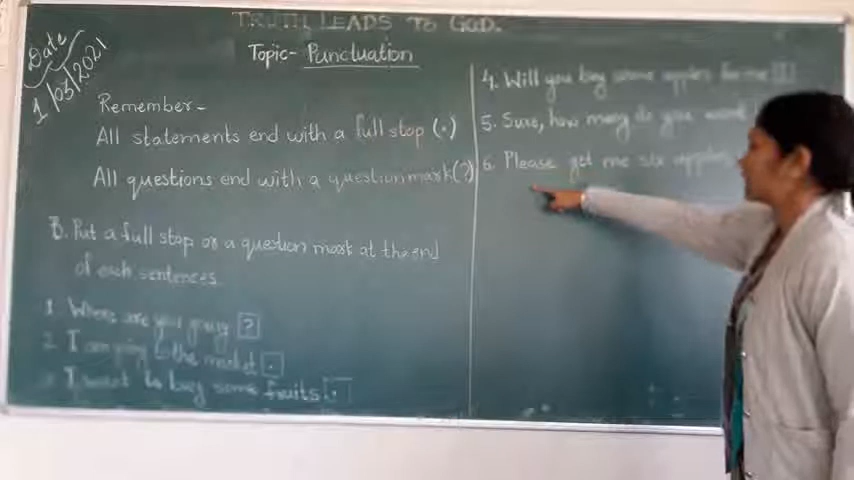 TRUTH LEADS TO GOD.
Date
1/05/2021
Topic- Punctuation
Remember-
All statements end with a full stop (.)
All questions end with a question mark (?)
B. Put a full stop or a question mark at the end
of each sentences.
1. Where are you going [?]
2. I am going to the market [.]
3. I want to buy some fruits [.]
4. Will you buy some apples for me
5. Sure, how many do you want
6. Please get me six apples